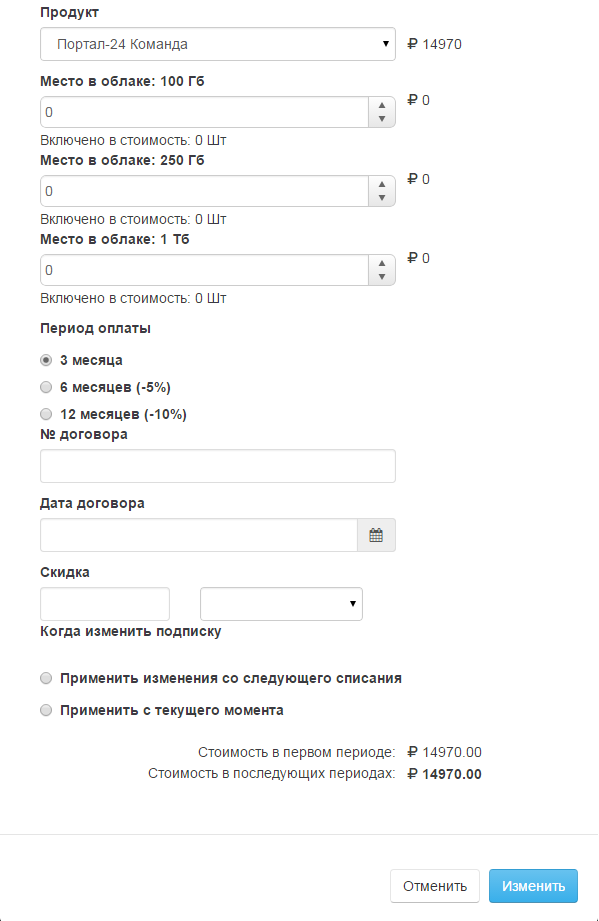 Продукт
Портал-24 Команда ₽ 14970
Место в облаке: 100 Гб
0 ₽ 0
Включено в стоимость: 0 Шт
Место в облаке: 250 Гб
0 ₽ 0
Включено в стоимость: 0 Шт
Место в облаке: 1 Тб
0 ₽ 0
Включено в стоимость: 0 Шт
Период оплаты
3 месяца
6 месяцев (-5%)
12 месяцев (-10%)
№ договора
Дата договора
Скидка
Когда изменить подписку
Применить изменения со следующего списания
Применить с текущего момента
Стоимость в первом периоде: ₽ 14970.00
Стоимость в последующих периодах: ₽ 14970.00
Отменить Изменить